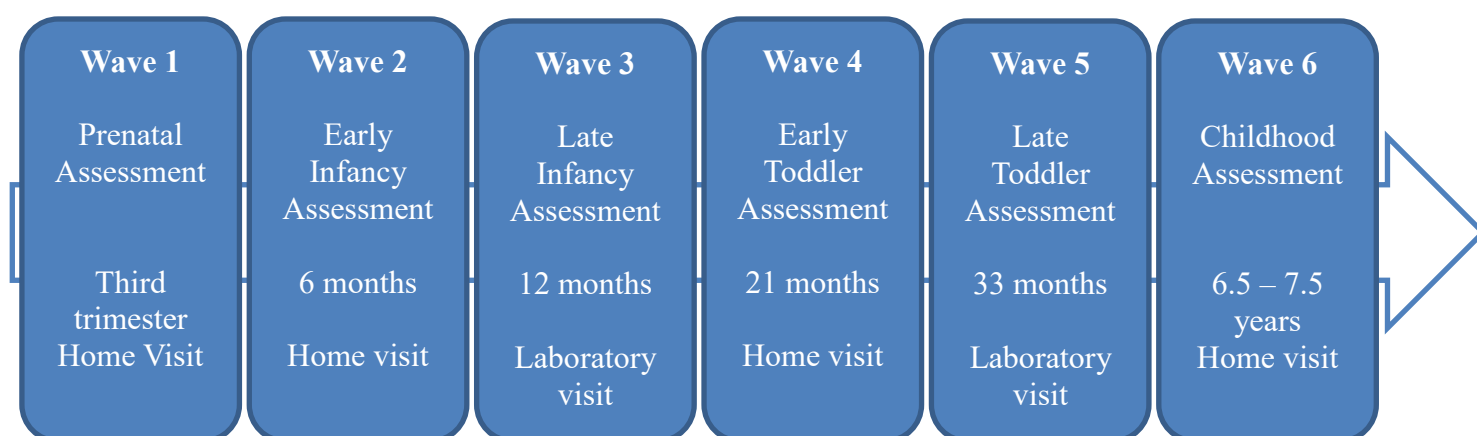 Wave 1
Prenatal
Assessment
Third
trimester
Home Visit
Wave 2
Early
Infancy
Assessment
6 months
Home visit
Wave 3
Late
Infancy
Assessment
12 months
Laboratory
visit
Wave 4
Early
Toddler
Assessment
21 months
Home visit
Wave 5
Late
Toddler
Assessment
33 months
Laboratory
visit
Wave 6
Childhood
Assessment
6.5 – 7.5
years
Home visit